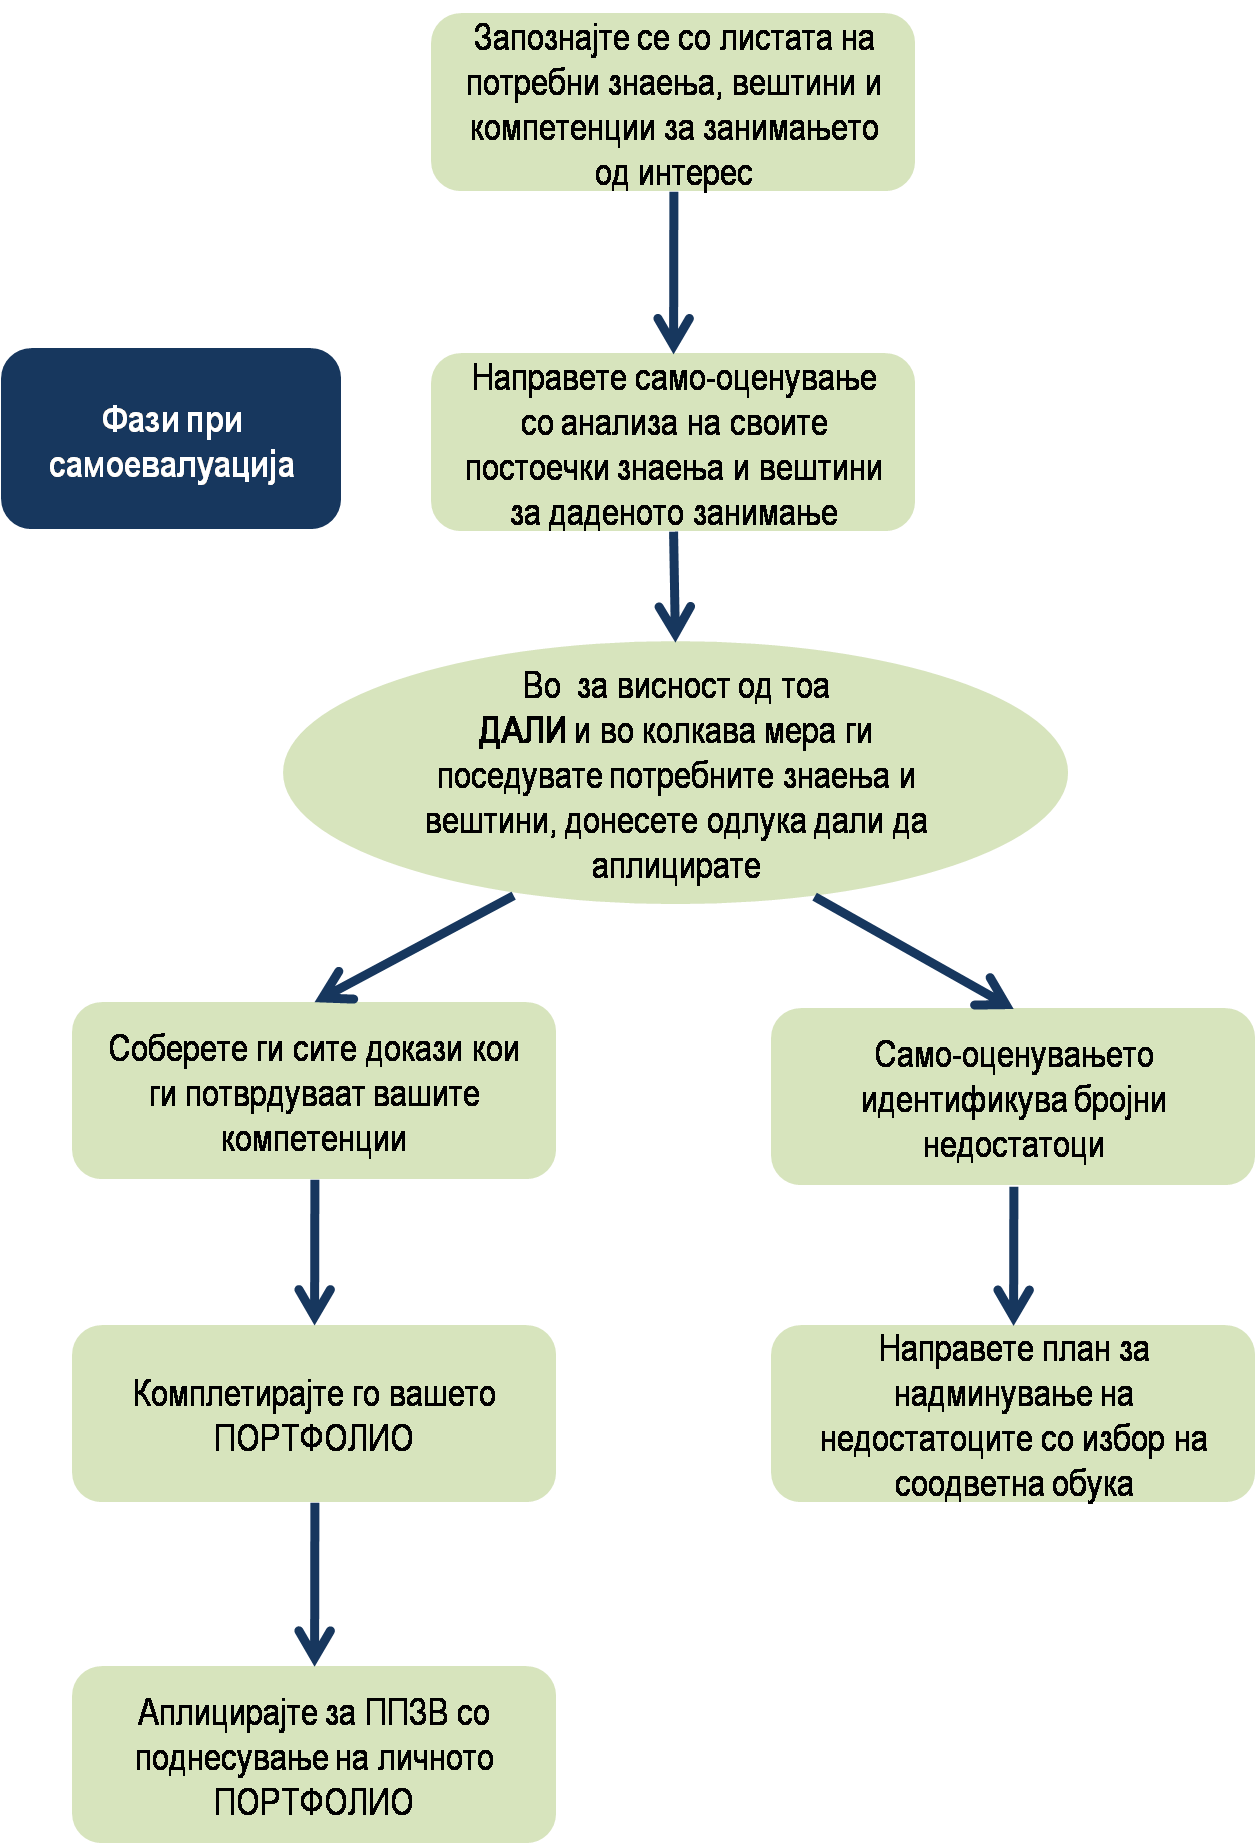 Запознајте се со листата на
потребни знаења, вештини и
компетенции за занимањето
од интерес
Фази при
самоевалуација
Направете само-оценување
со анализа на своите
постоечки знаења и вештини
за даденото занимање
Во  за висност од тоа
ДАЛИ и во колкава мера ги
поседувате потребните знаења и
вештини, донесете одлука дали да
аплицирате
Соберете ги сите докази кои
ги потврдуваат вашите
компетенции
Само-оценувањето
идентификува бројни
недостатоци
Комплетирајте го вашето
ПОРТФОЛИО
Направете план за
надминување на
недостатоците со избор на
соодветна обука
Аплицирајте за ППЗВ со
поднесување на личното
ПОРТФОЛИО